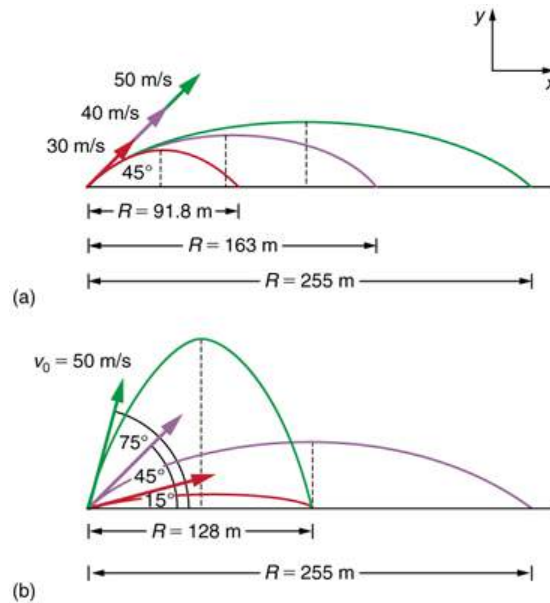 y
x
50 m/s
40 m/s
30 m/s
45°
R = 91.8 m
R = 163 m
R = 255 m
(a)
v₀ = 50 m/s
75°
45°
15°
R = 128 m
R = 255 m
(b)